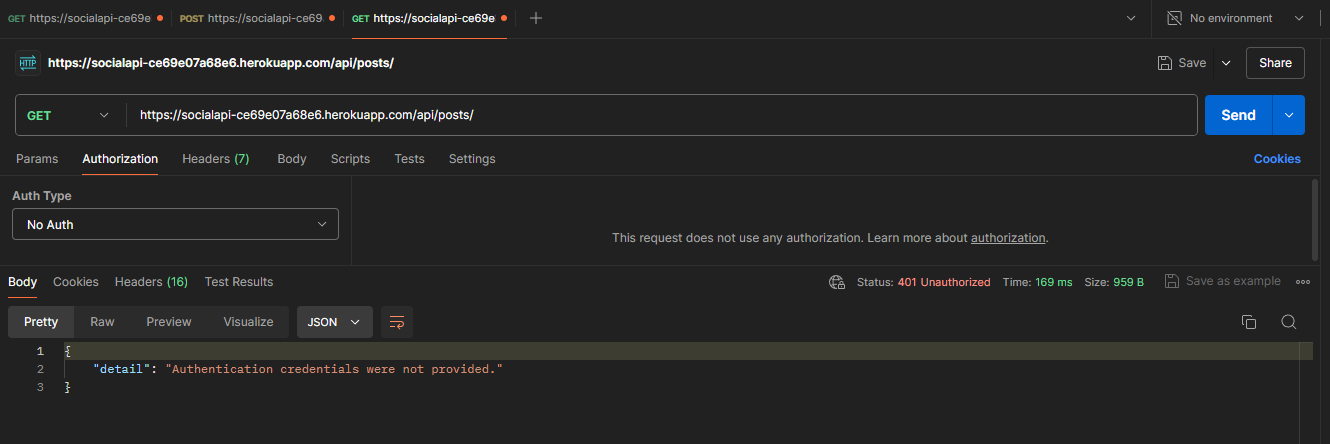 GET https://socialapi-ce69e POST https://socialapi-ce69. GET https://socialapi-ce69e No environment
HTTP https://socialapi-ce69e07a68e6.herokuapp.com/api/posts/ Save Share
GET https://socialapi-ce69e07a68e6.herokuapp.com/api/posts/ Send
Params Authorization Headers (7) Body Scripts Tests Settings Cookies
Auth Type
No Auth
This request does not use any authorization. Learn more about authorization.
Body Cookies Headers (16) Test Results Status: 401 Unauthorized Time: 169 ms Size: 959 B Save as example
Pretty Raw Preview Visualize JSON
1 {
2 "detail": "Authentication credentials were not provided."
3 }